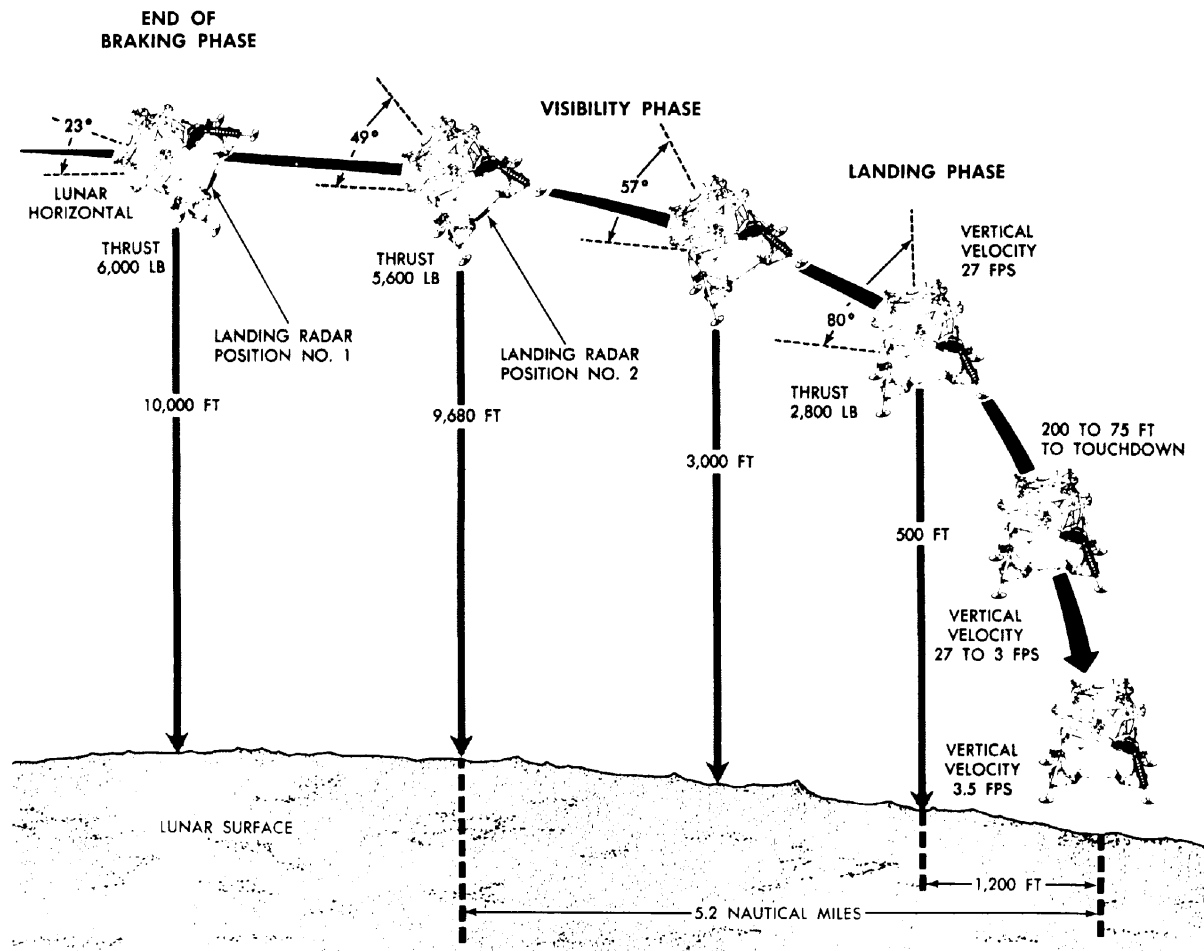 END OF
BRAKING PHASE
VISIBILITY PHASE
LANDING PHASE
23°
49°
57°
80°
LUNAR
HORIZONTAL
THRUST
6,000 LB
THRUST
5,600 LB
VERTICAL
VELOCITY
27 FPS
LANDING RADAR
POSITION NO. 1
LANDING RADAR
POSITION NO. 2
THRUST
2,800 LB
10,000 FT
9,680 FT
3,000 FT
500 FT
200 TO 75 FT
TO TOUCHDOWN
VERTICAL
VELOCITY
27 TO 3 FPS
VERTICAL
VELOCITY
3.5 FPS
LUNAR SURFACE
1,200 FT
5.2 NAUTICAL MILES